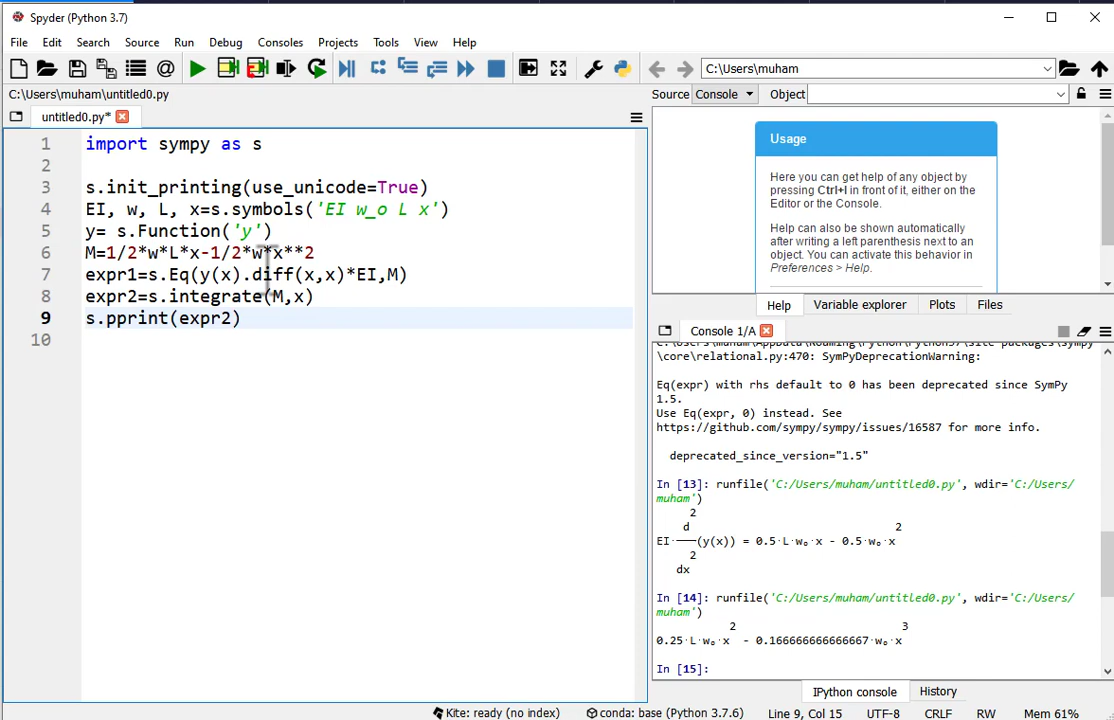 Spyder (Python 3.7)
File Edit Search Source Run Debug Consoles Projects Tools View Help
C:\Users\muham
C:\Users\muham\untitled0.py
Source Console Object
untitled0.py*
1 import sympy as s
2
3 s.init_printing(use_unicode=True)
4 EI, w, L, x=s.symbols('EI w_o L x')
5 y= s.Function('y')
6 M=1/2*w*L*x-1/2*w*x**2
7 expr1=s.Eq(y(x).diff(x,x)*EI,M)
8 expr2=s.integrate(M,x)
9 s.pprint(expr2)
10
Usage
Here you can get help of any object by
pressing Ctrl+I in front of it, either on the
Editor or the Console.
Help can also be shown automatically
after writing a left parenthesis next to an
object. You can activate this behavior in
Preferences > Help.
Help Variable explorer Plots Files
Console 1/A
\core\relational.py:470: SymPyDeprecationWarning:
Eq(expr) with rhs default to 0 has been deprecated since SymPy
1.5.
Use Eq(expr, 0) instead. See
https://github.com/sympy/sympy/issues/16587 for more info.
deprecated_since_version="1.5"
In [13]: runfile('C:/Users/muham/untitled0.py', wdir='C:/Users/
muham')
2
d 2
EI·───(y(x)) = 0.5·L·wₒ·x - 0.5·wₒ·x
2
dx
In [14]: runfile('C:/Users/muham/untitled0.py', wdir='C:/Users/
muham')
2 3
0.25·L·wₒ·x - 0.166666666666667·wₒ·x
In [15]:
IPython console History
Kite: ready (no index) conda: base (Python 3.7.6) Line 9, Col 15 UTF-8 CRLF RW Mem 61%